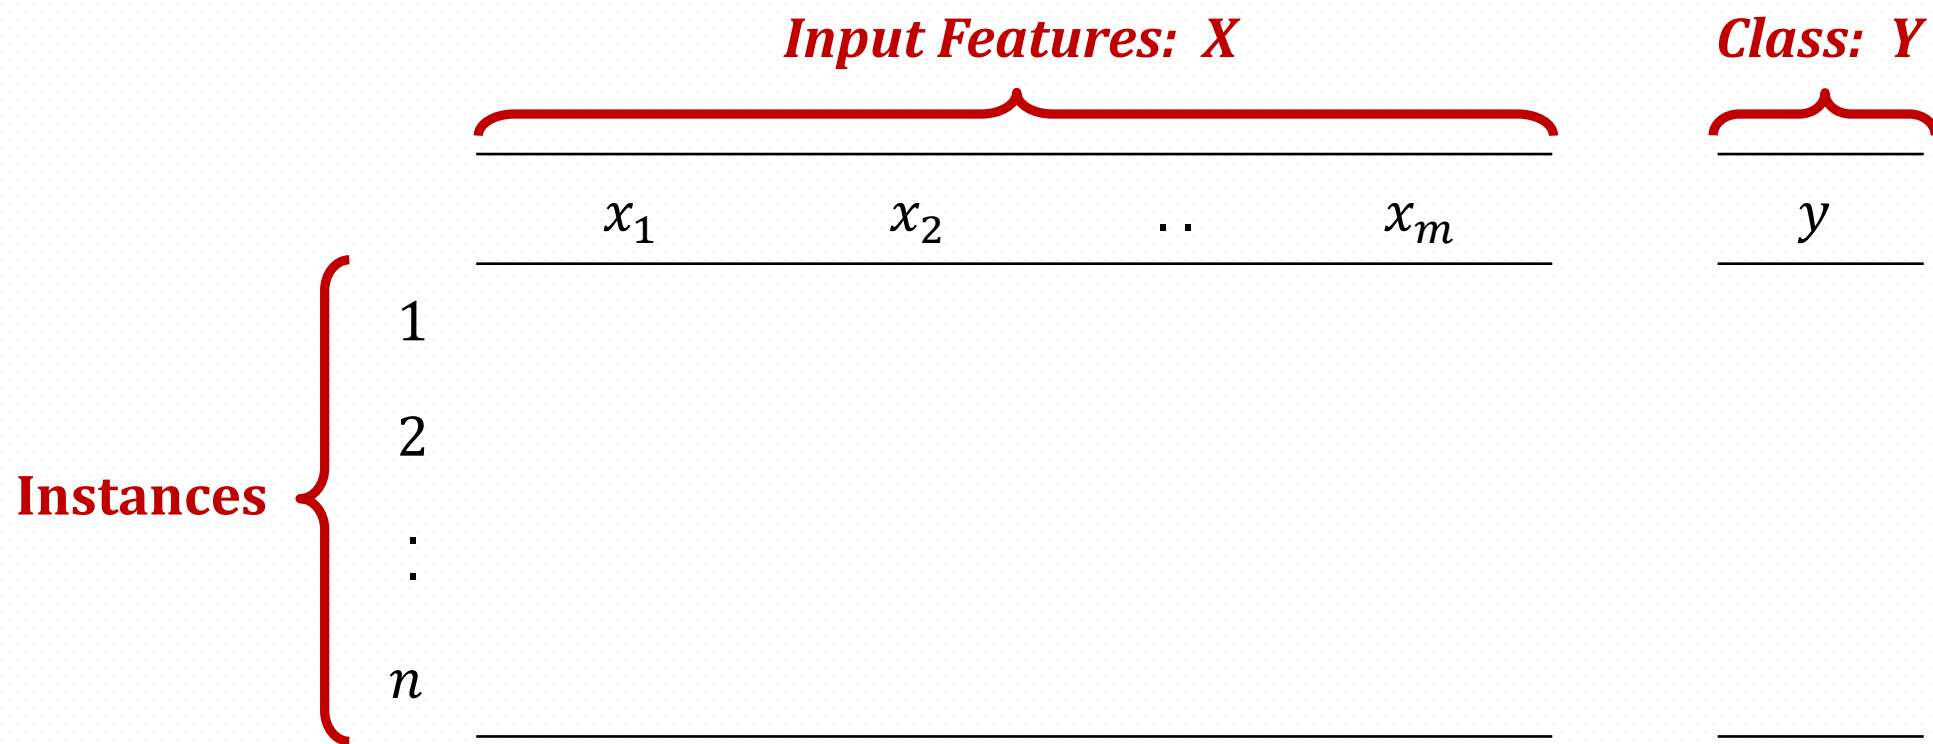 Input Features: X Class: Y
x₁ x₂ . . xₘ y
1
2
Instances
.
.
n